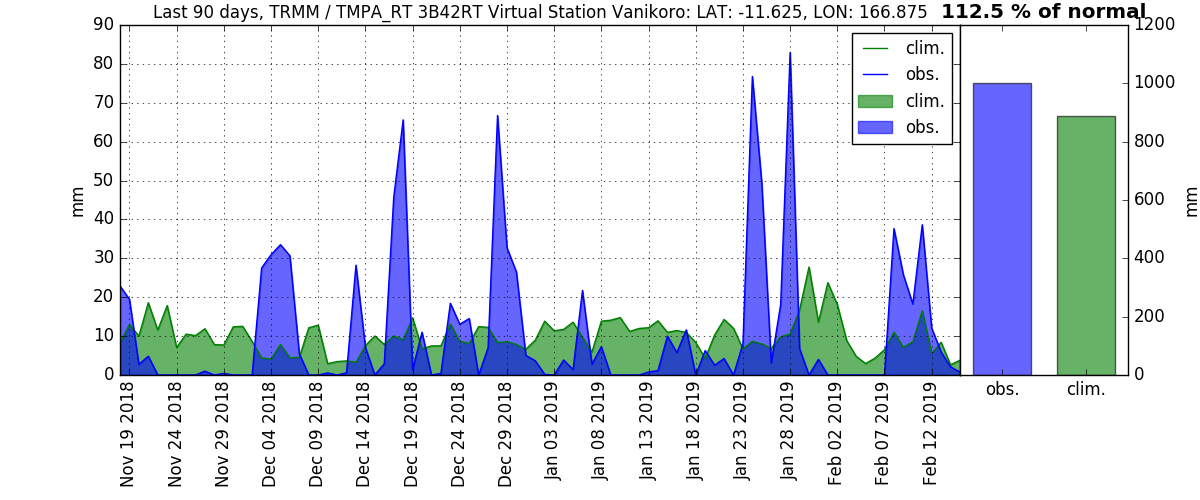 Last 90 days, TRMM / TMPA_RT 3B42RT Virtual Station Vanikoro: LAT: -11.625, LON: 166.875 112.5 % of normal
90
80
70
60
50
40
30
20
10
0
mm
clim.
obs.
clim.
obs.
Nov 19 2018
Nov 24 2018
Nov 29 2018
Dec 04 2018
Dec 09 2018
Dec 14 2018
Dec 19 2018
Dec 24 2018
Dec 29 2018
Jan 03 2019
Jan 08 2019
Jan 13 2019
Jan 18 2019
Jan 23 2019
Jan 28 2019
Feb 02 2019
Feb 07 2019
Feb 12 2019
1200
1000
800
600
400
200
0
mm
obs. clim.